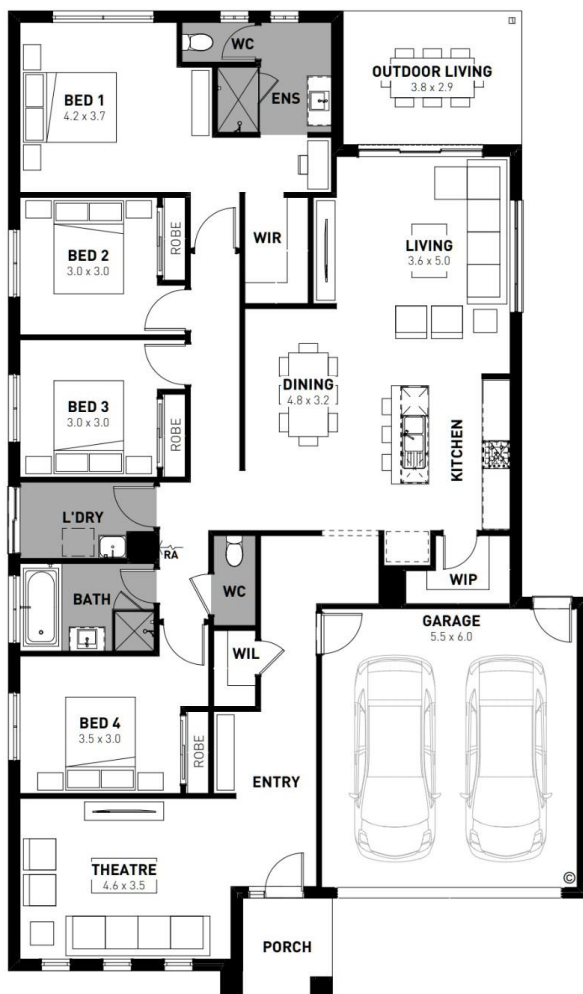 WC
ENS
OUTDOOR LIVING
3.8 x 2.9
BED 1
4.2 x 3.7
BED 2
3.0 x 3.0
ROBE
WIR
LIVING
3.6 x 5.0
BED 3
3.0 x 3.0
ROBE
DINING
4.8 x 3.2
KITCHEN
L'DRY
RA
BATH
WC
WIP
GARAGE
5.5 x 6.0
WIL
BED 4
3.5 x 3.0
ROBE
ENTRY
THEATRE
4.6 x 3.5
PORCH
©